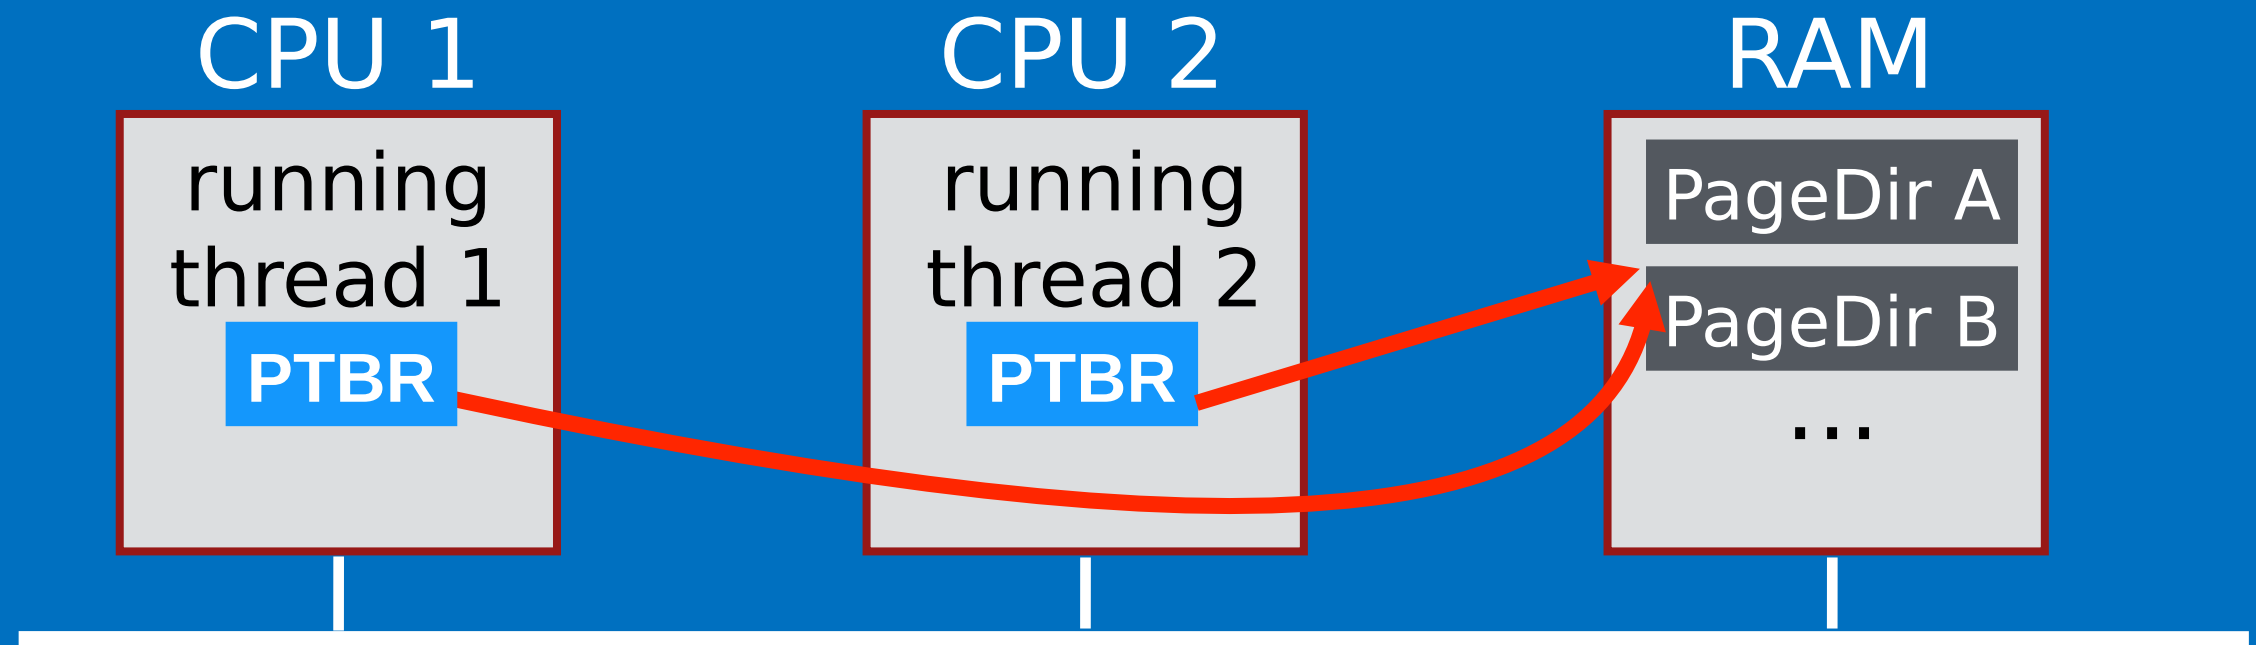 CPU 1
CPU 2
RAM
running
thread 1
PTBR
running
thread 2
PTBR
PageDir A
PageDir B
...